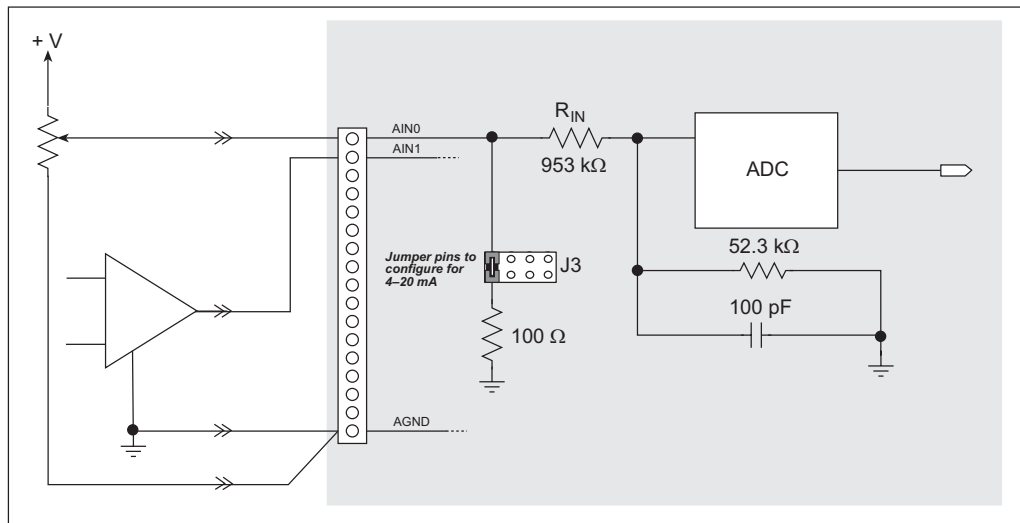 + V
AIN0
AIN1
R_IN
953 kΩ
ADC
Jumper pins to
configure for
4–20 mA
J3
52.3 kΩ
100 Ω
100 pF
AGND